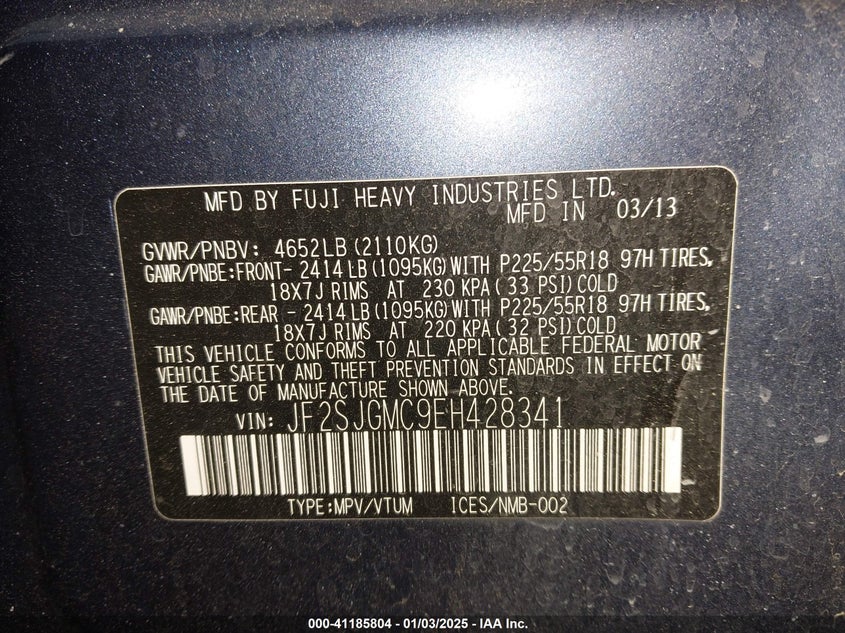 MFD BY FUJI HEAVY INDUSTRIES LTD.
MFD IN 03/13
GVWR/PNBV: 4652LB (2110KG)
GAWR/PNBE:FRONT- 2414LB (1095KG) WITH P225/55R18 97H TIRES,
18X7J RIMS AT 230 KPA ( 33 PSI) COLD
GAWR/PNBE:REAR - 2414LB (1095KG) WITH P225/55R18 97H TIRES,
18X7J RIMS AT 220 KPA ( 32 PSI) COLD
THIS VEHICLE CONFORMS TO ALL APPLICABLE FEDERAL MOTOR
VEHICLE SAFETY AND THEFT PREVENTION STANDARDS IN EFFECT ON
THE DATE OF MANUFACTURE SHOWN ABOVE.
VIN: JF2SJGMC9EH428341
TYPE:MPV/VTUM ICES/NMB-002
000-41185804 - 01/03/2025 - IAA Inc.